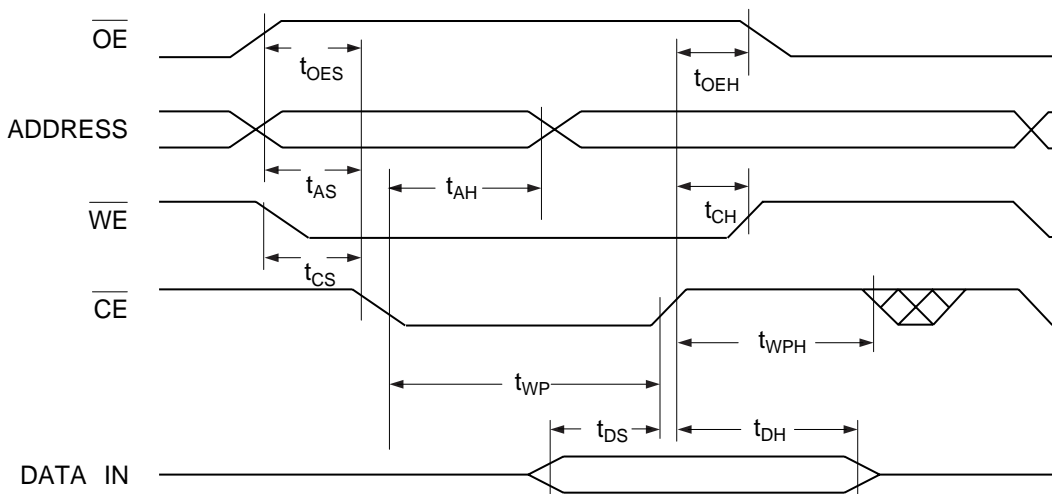 OE
tOES
tOEH
ADDRESS
tAS
tAH
tCH
WE
tCS
CE
tWPH
tWP
tDS
tDH
DATA IN